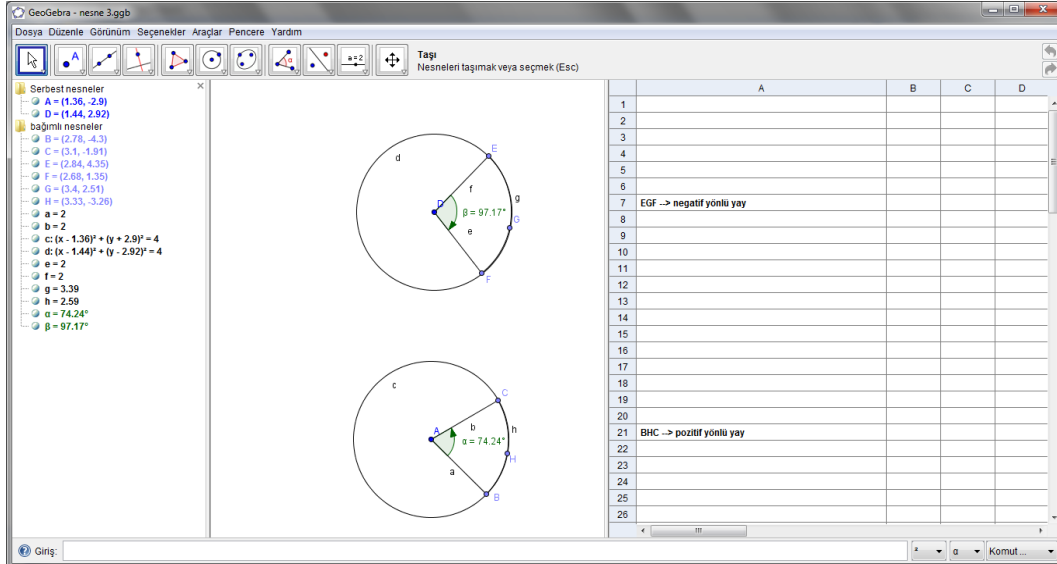 GeoGebra - nesne 3.ggb
Dosya Düzenle Görünüm Seçenekler Araçlar Pencere Yardım
A
α
a=2
Taşı
Nesneleri taşımak veya seçmek (Esc)
Serbest nesneler
A = (1.36, -2.9)
D = (1.44, 2.92)
bağımlı nesneler
B = (2.78, -4.3)
C = (3.1, -1.91)
E = (2.84, 4.35)
F = (2.68, 1.35)
G = (3.4, 2.51)
H = (3.33, -3.26)
a = 2
b = 2
c: (x - 1.36)² + (y + 2.9)² = 4
d: (x - 1.44)² + (y - 2.92)² = 4
e = 2
f = 2
g = 3.39
h = 2.59
α = 74.24°
β = 97.17°
E
d
f
g
D
β = 97.17°
G
e
F
c
C
A
b
h
α = 74.24°
H
a
B
A B C D
1
2
3
4
5
6
7 EGF --> negatif yönlü yay
8
9
10
11
12
13
14
15
16
17
18
19
20
21 BHC --> pozitif yönlü yay
22
23
24
25
26
Giriş:
² α Komut ...